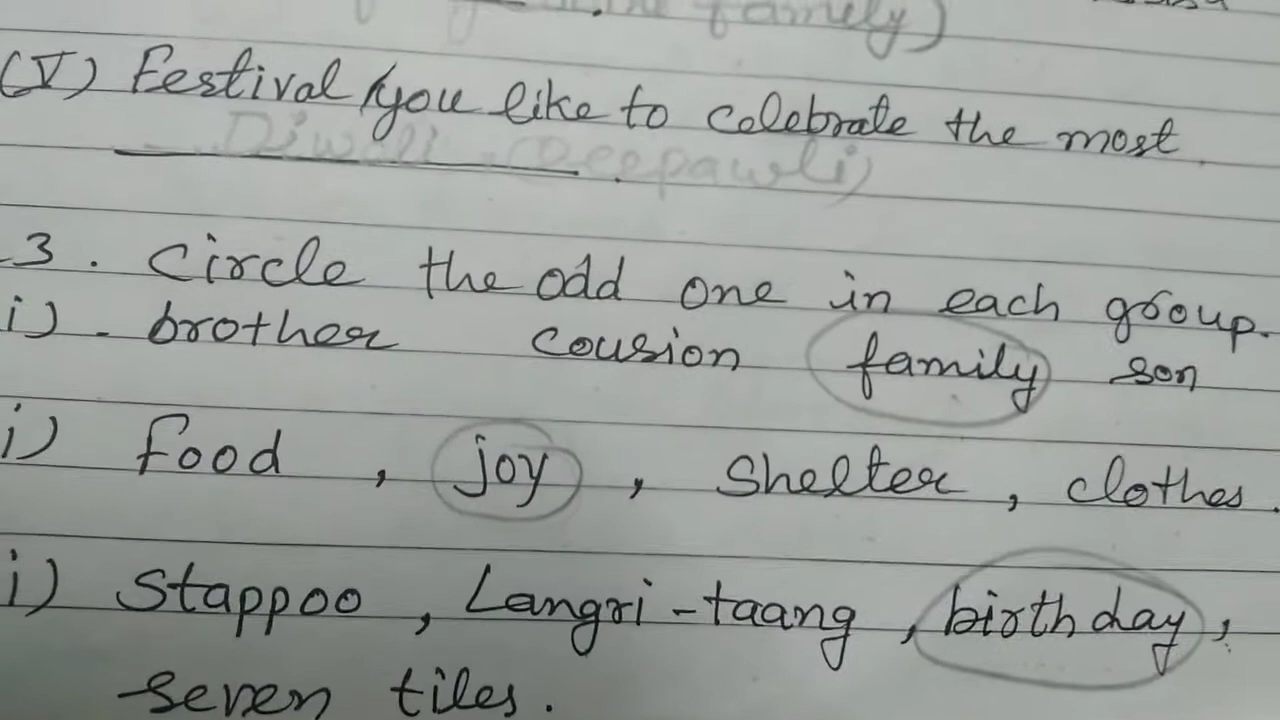 family)
(V) Festival you like to celebrate the most
Diwali (Deepawli)
3. Circle the odd one in each group.
i) - brother cousion family son
i) Food , joy , Shelter , clothes.
i) Stappoo , Langri-taang , birthday ,
seven tiles.